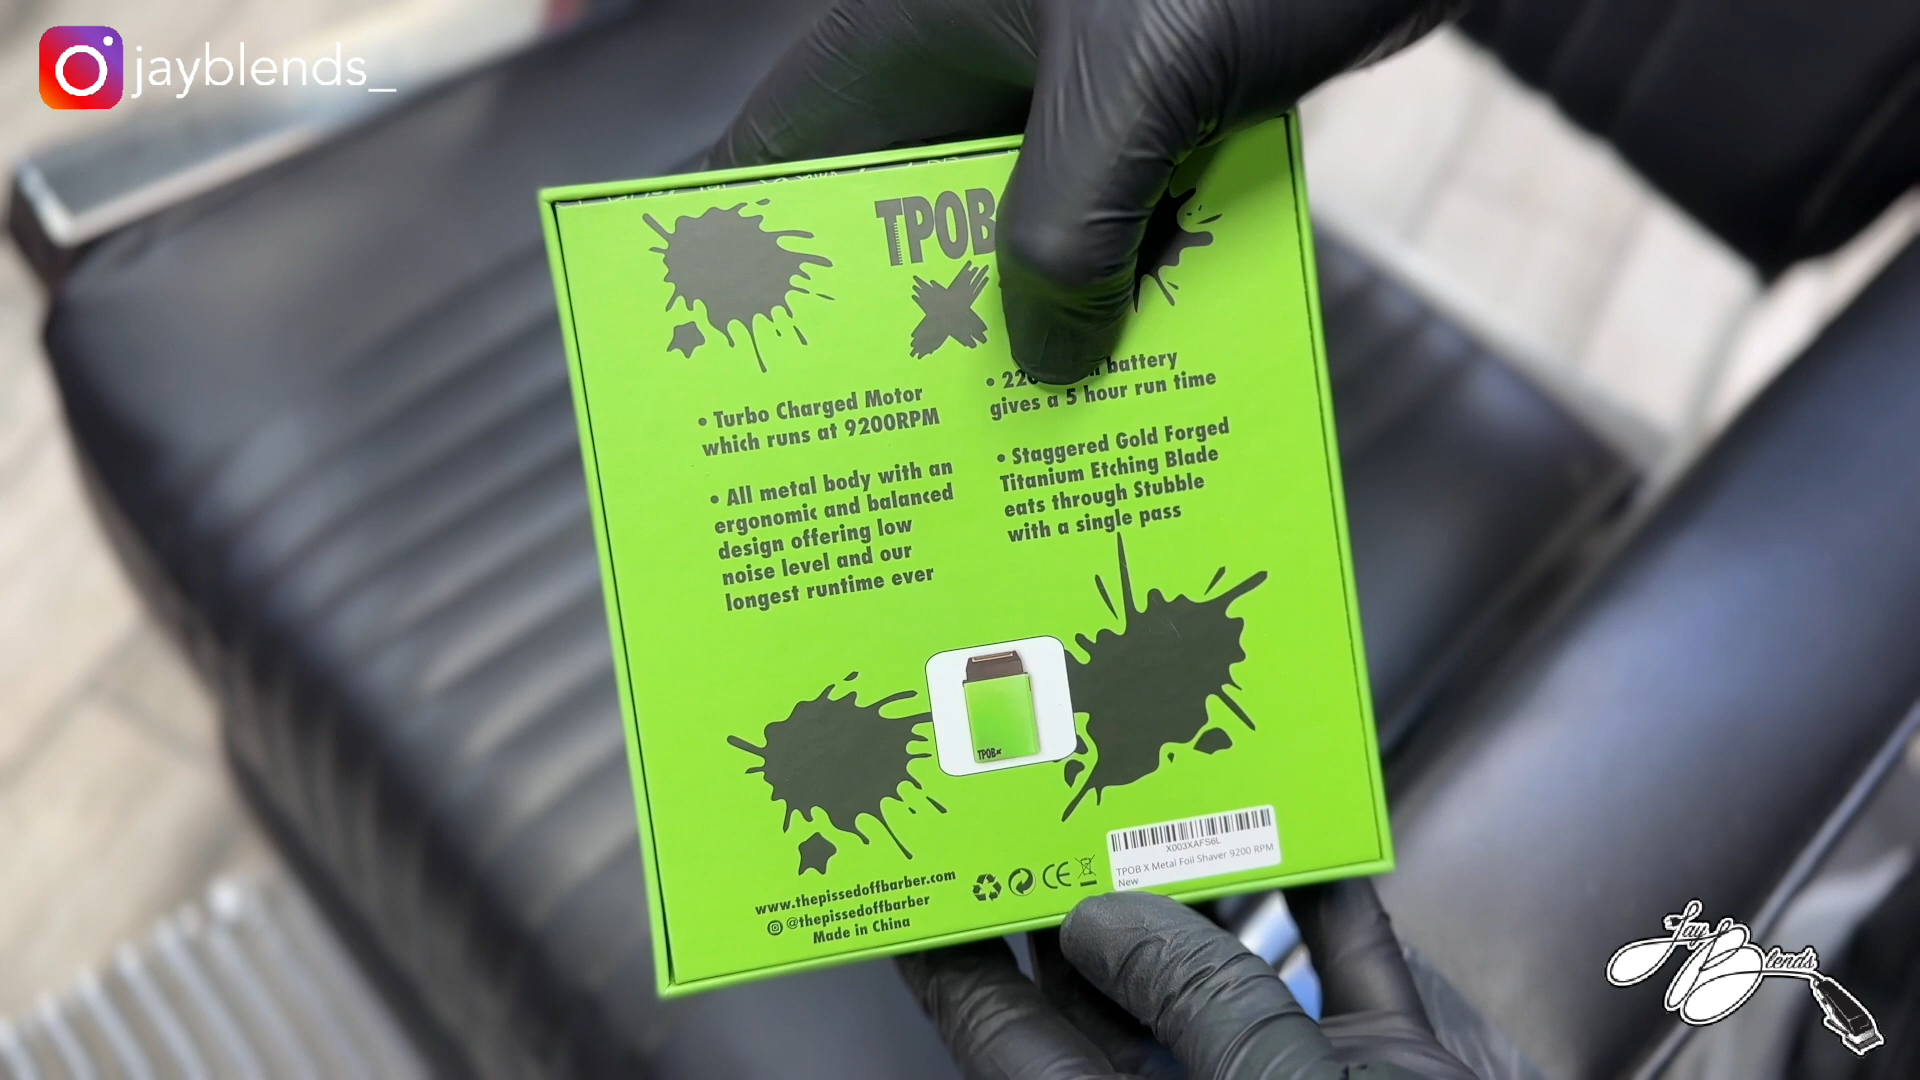 jayblends_
TPOB
X
• Turbo Charged Motor
which runs at 9200RPM
• All metal body with an
ergonomic and balanced
design offering low
noise level and our
longest runtime ever
battery
gives a 5 hour run time
• Staggered Gold Forged
Titanium Etching Blade
eats through Stubble
with a single pass
TPOBx
X003XAFS6L
TPOB X Metal Foil Shaver 9200 RPM
New
www.thepissedoffbarber.com
@thepissedoffbarber
Made in China
CE
Jay Blends